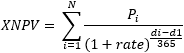 XNPV = \sum_{i=1}^{N} \frac{P_i}{(1 + rate)^{\frac{di-d1}{365}}}